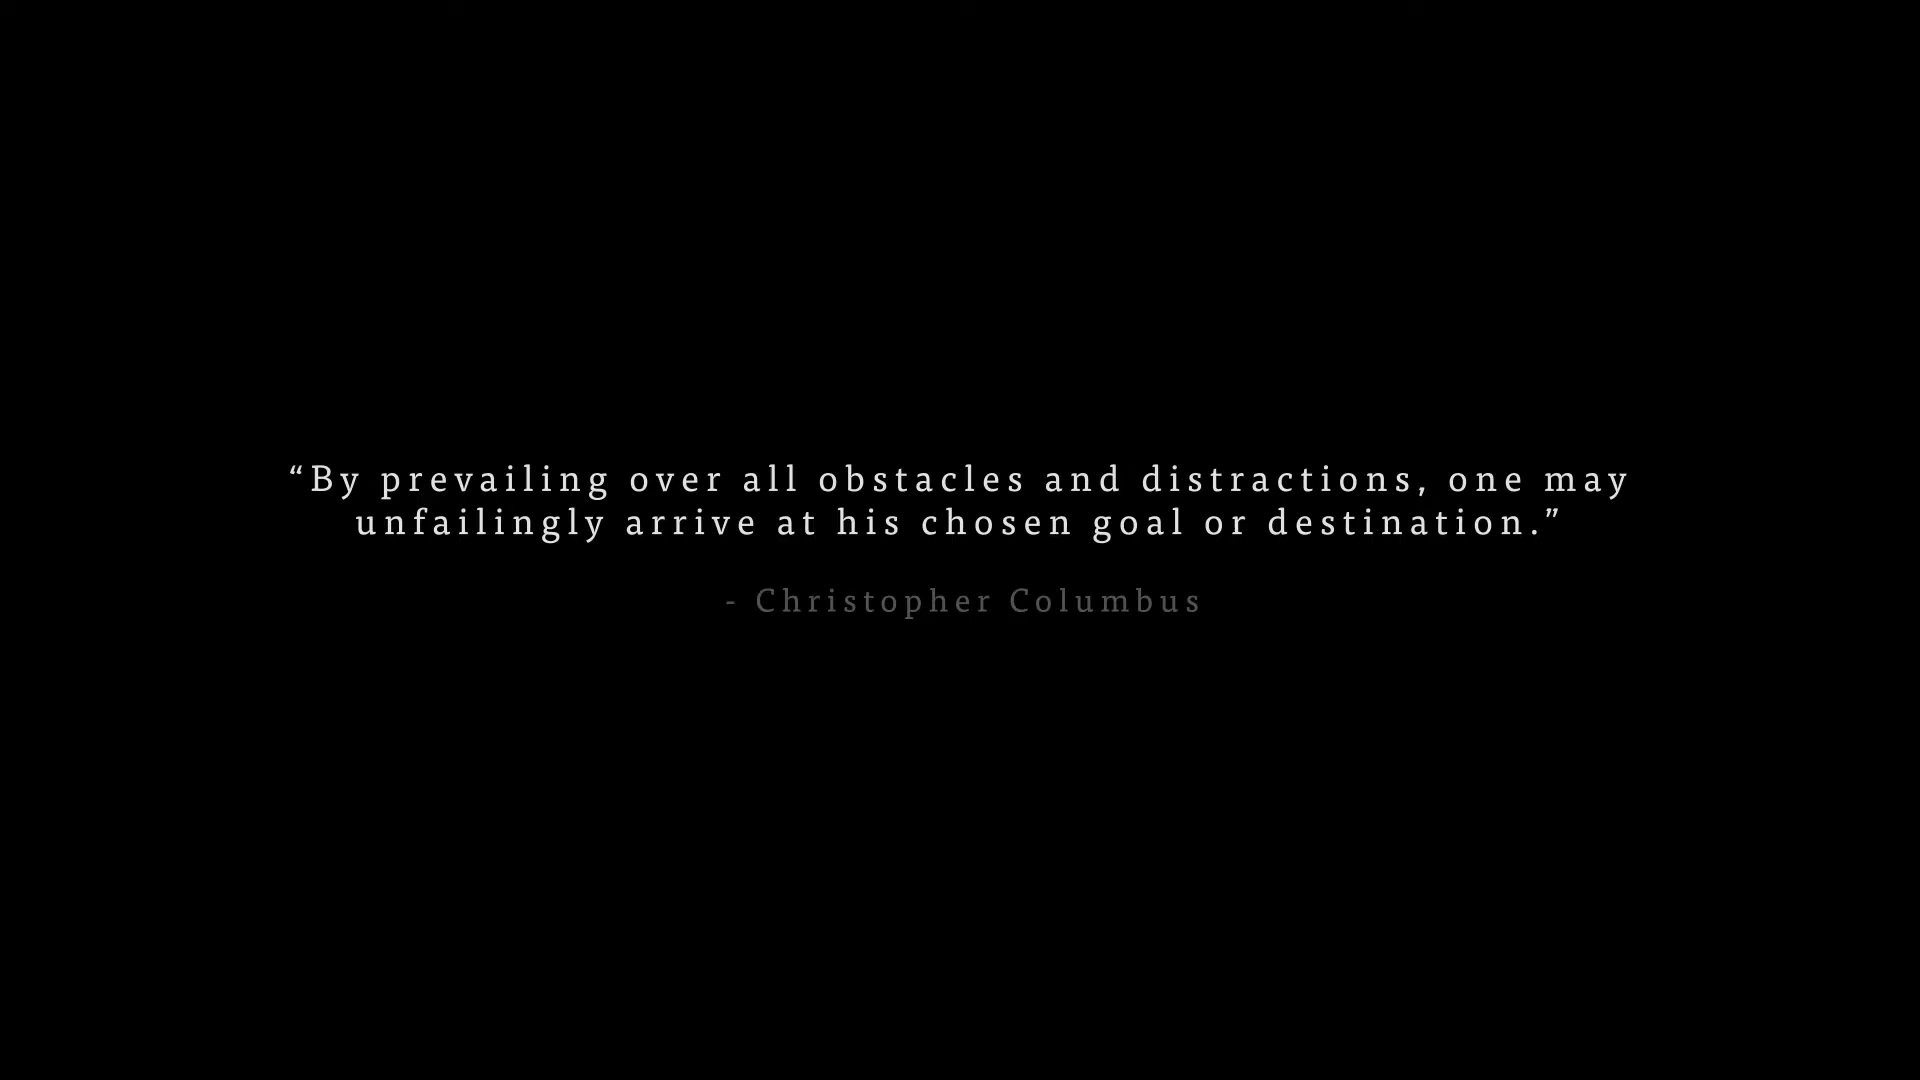 “By prevailing over all obstacles and distractions, one may
unfailingly arrive at his chosen goal or destination.”
- Christopher Columbus